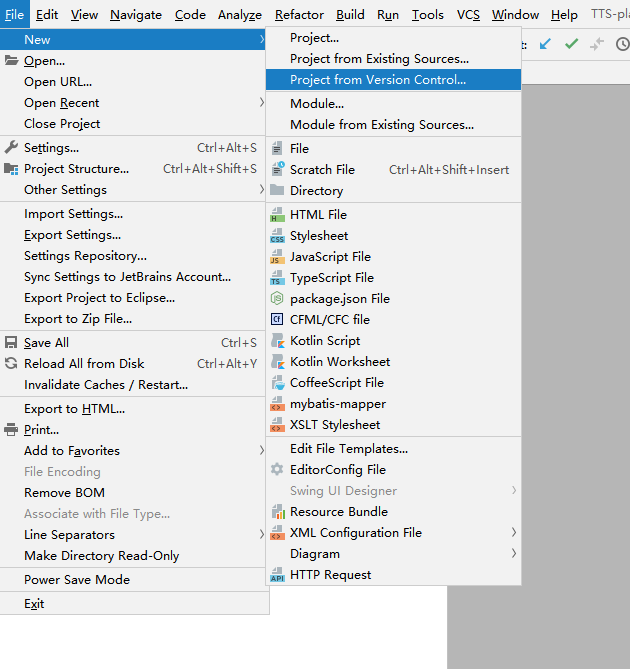 File Edit View Navigate Code Analyze Refactor Build Run Tools VCS Window Help TTS-pla
New
Open...
Open URL...
Open Recent
Close Project
Settings... Ctrl+Alt+S
Project Structure... Ctrl+Alt+Shift+S
Other Settings
Import Settings...
Export Settings...
Settings Repository...
Sync Settings to JetBrains Account...
Export Project to Eclipse...
Export to Zip File...
Save All Ctrl+S
Reload All from Disk Ctrl+Alt+Y
Invalidate Caches / Restart...
Export to HTML...
Print...
Add to Favorites
File Encoding
Remove BOM
Associate with File Type...
Line Separators
Make Directory Read-Only
Power Save Mode
Exit
Project...
Project from Existing Sources...
Project from Version Control...
Module...
Module from Existing Sources...
File
Scratch File Ctrl+Alt+Shift+Insert
Directory
HTML File
Stylesheet
JavaScript File
TypeScript File
package.json File
CFML/CFC file
Kotlin Script
Kotlin Worksheet
CoffeeScript File
mybatis-mapper
XSLT Stylesheet
Edit File Templates...
EditorConfig File
Swing UI Designer
Resource Bundle
XML Configuration File
Diagram
HTTP Request